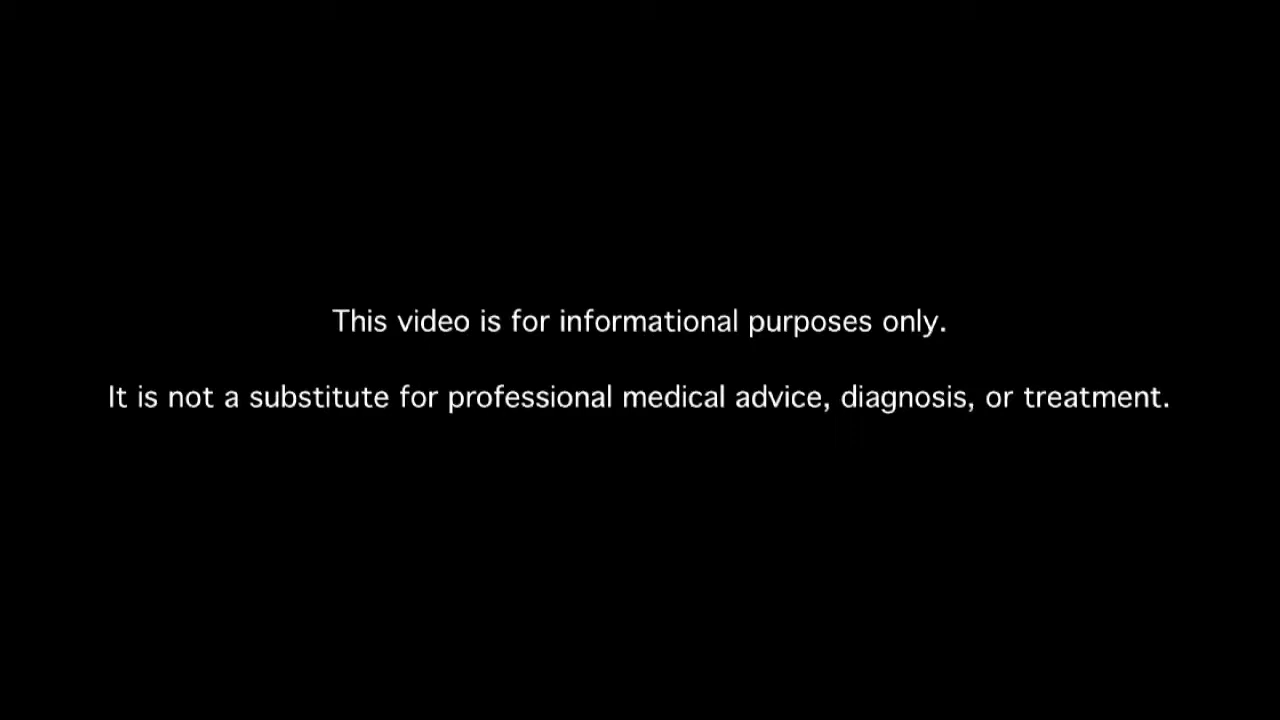 This video is for informational purposes only.
It is not a substitute for professional medical advice, diagnosis, or treatment.